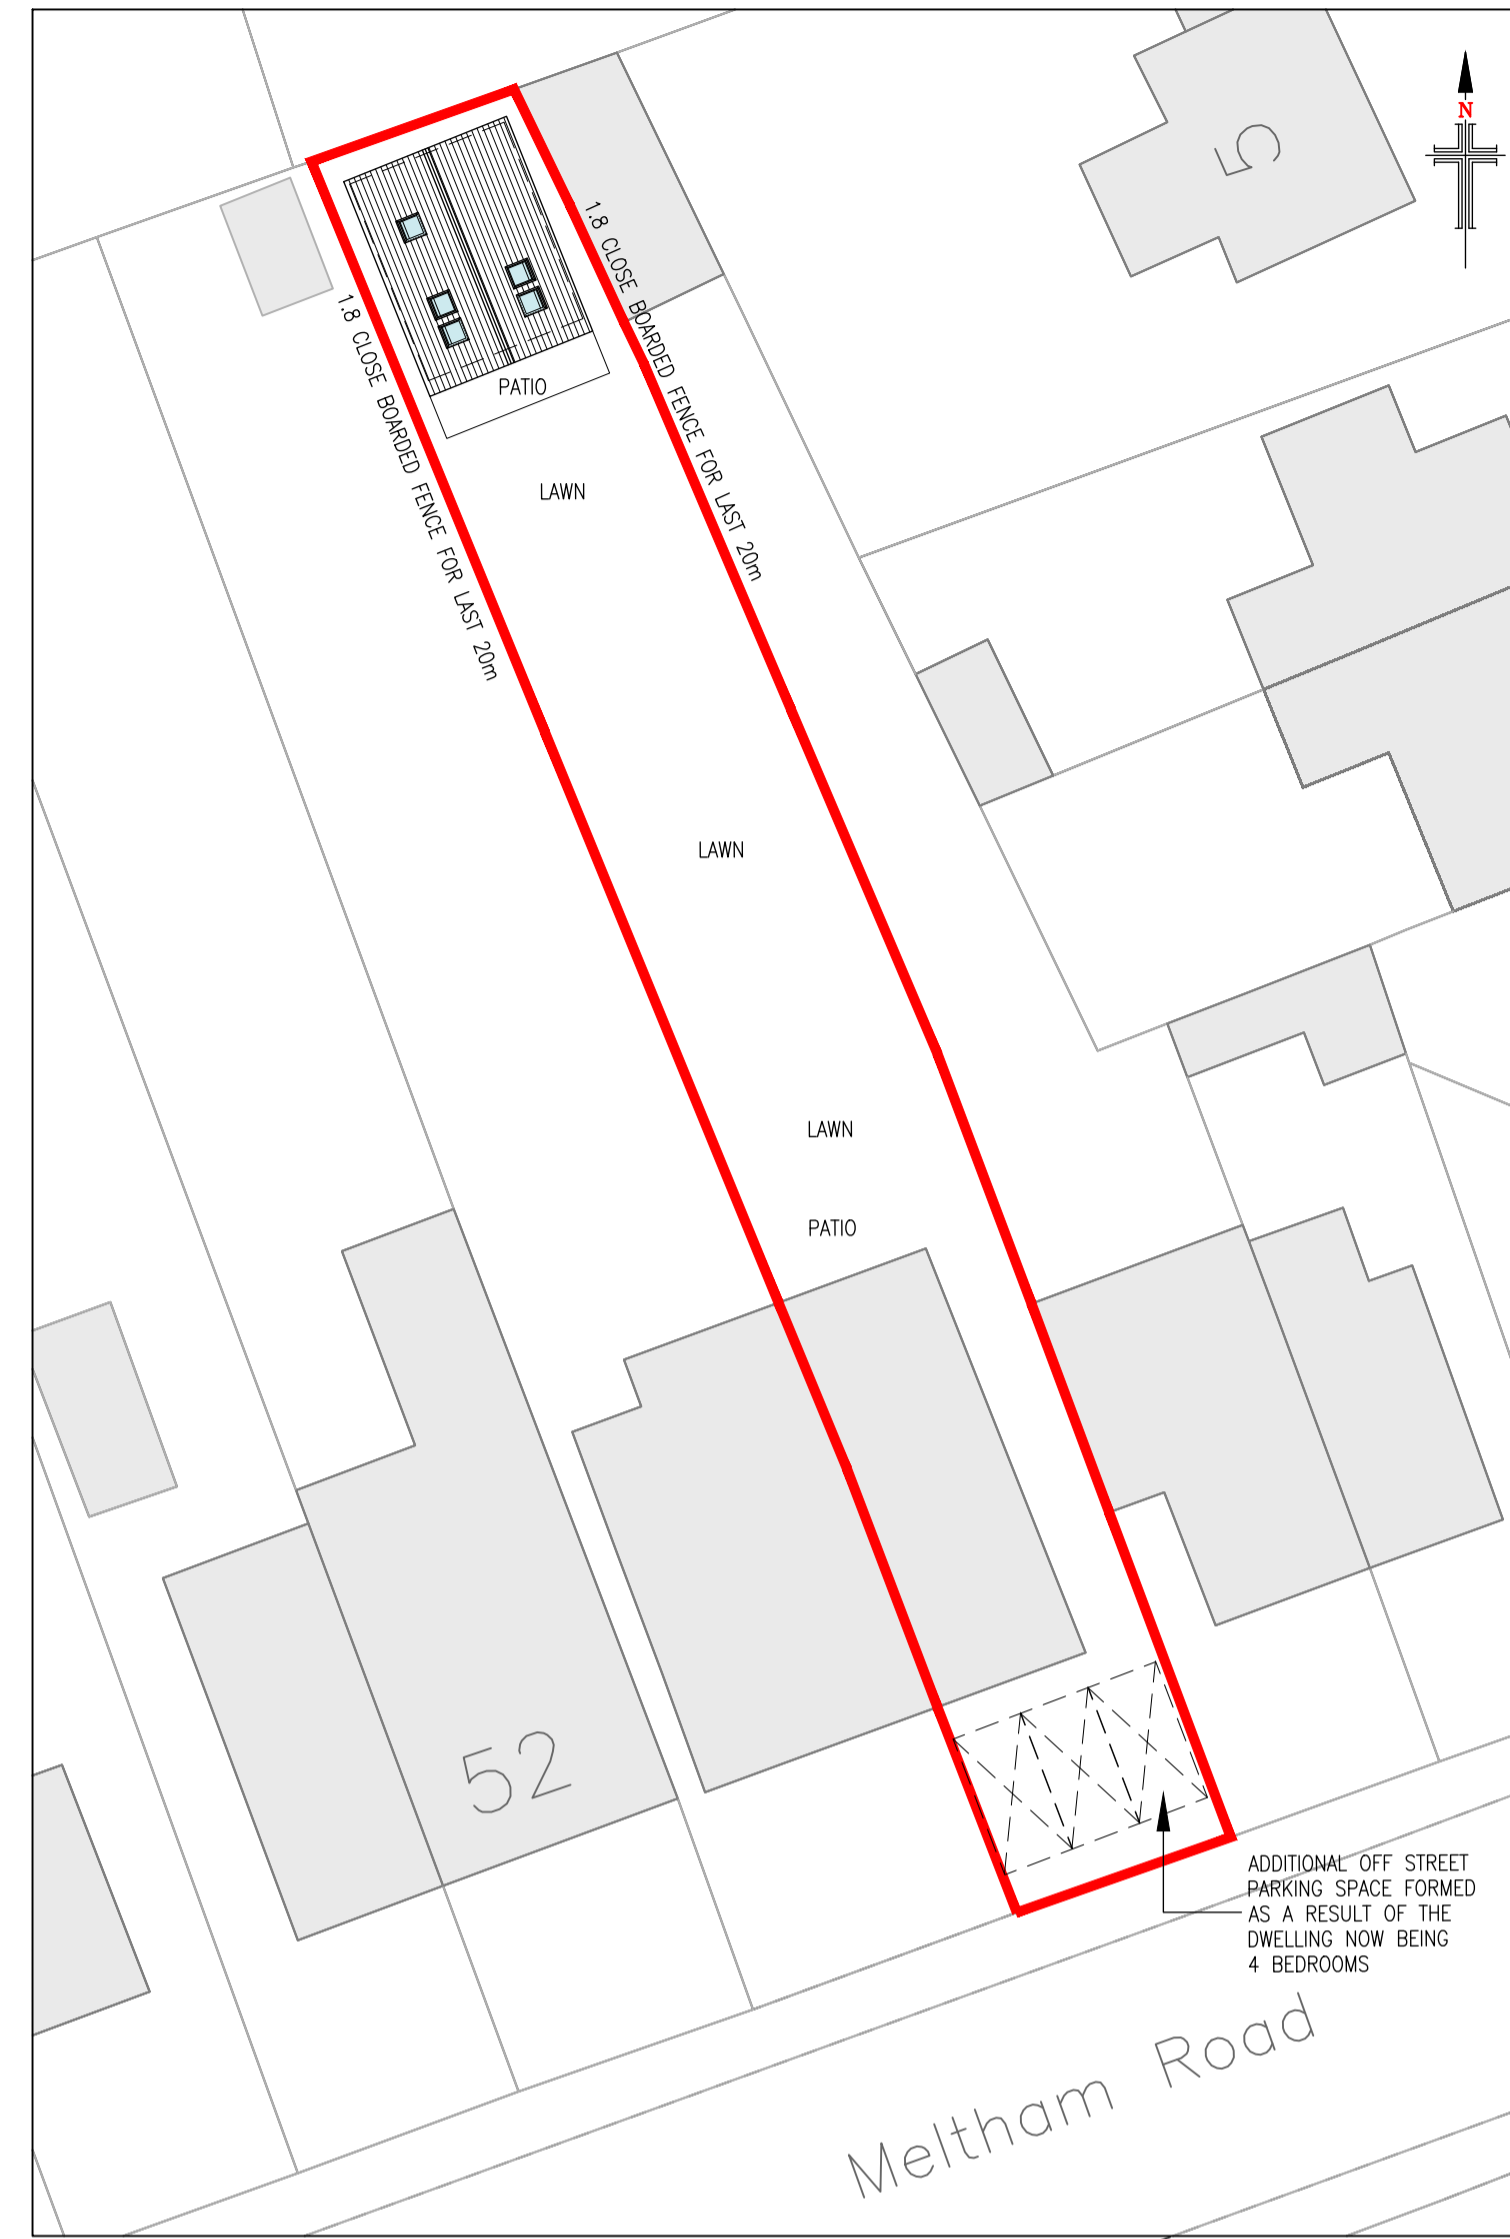 5
N
1.8 CLOSE BOARDED FENCE FOR LAST 20m
1.8 CLOSE BOARDED FENCE FOR LAST 20m
PATIO
LAWN
LAWN
LAWN
PATIO
52
ADDITIONAL OFF STREET
PARKING SPACE FORMED
AS A RESULT OF THE
DWELLING NOW BEING
4 BEDROOMS
Meltham Road